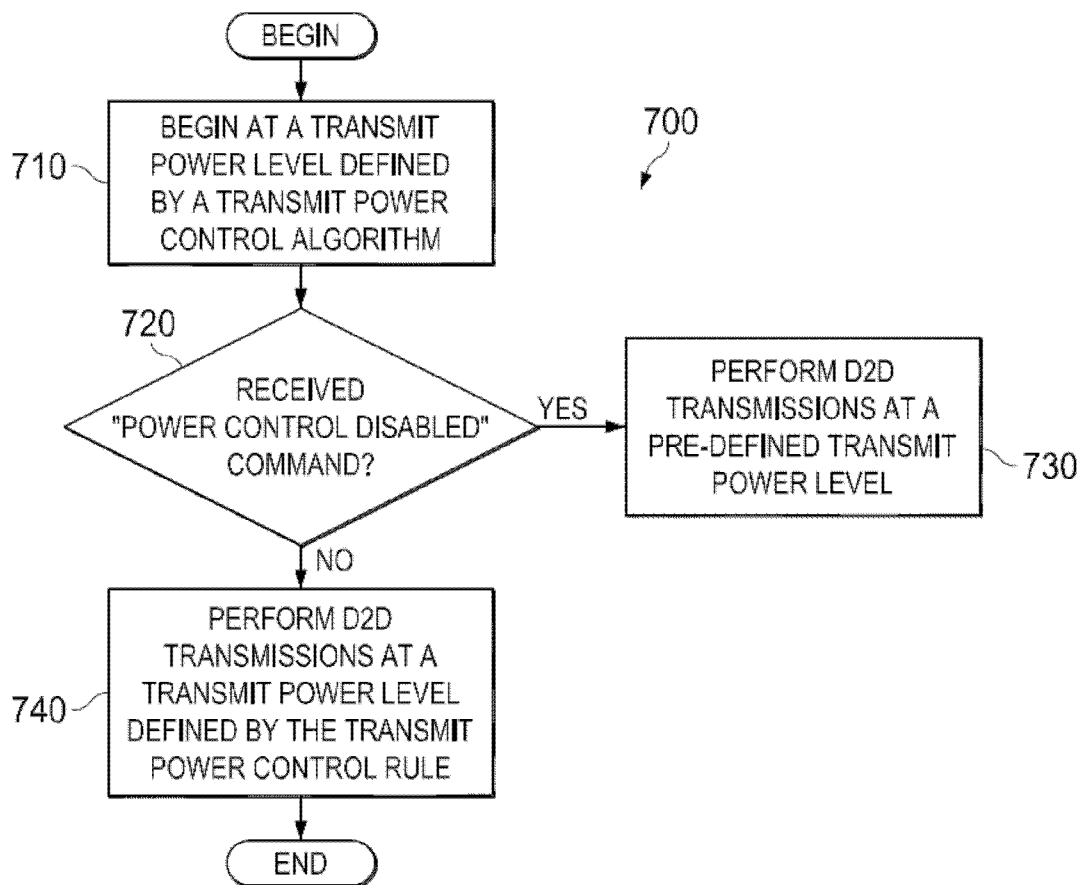 BEGIN
710
BEGIN AT A TRANSMIT
POWER LEVEL DEFINED
BY A TRANSMIT POWER
CONTROL ALGORITHM
700
720
RECEIVED
"POWER CONTROL DISABLED"
COMMAND?
YES
PERFORM D2D
TRANSMISSIONS AT A
PRE-DEFINED TRANSMIT
POWER LEVEL
730
NO
740
PERFORM D2D
TRANSMISSIONS AT A
TRANSMIT POWER LEVEL
DEFINED BY THE TRANSMIT
POWER CONTROL RULE
END